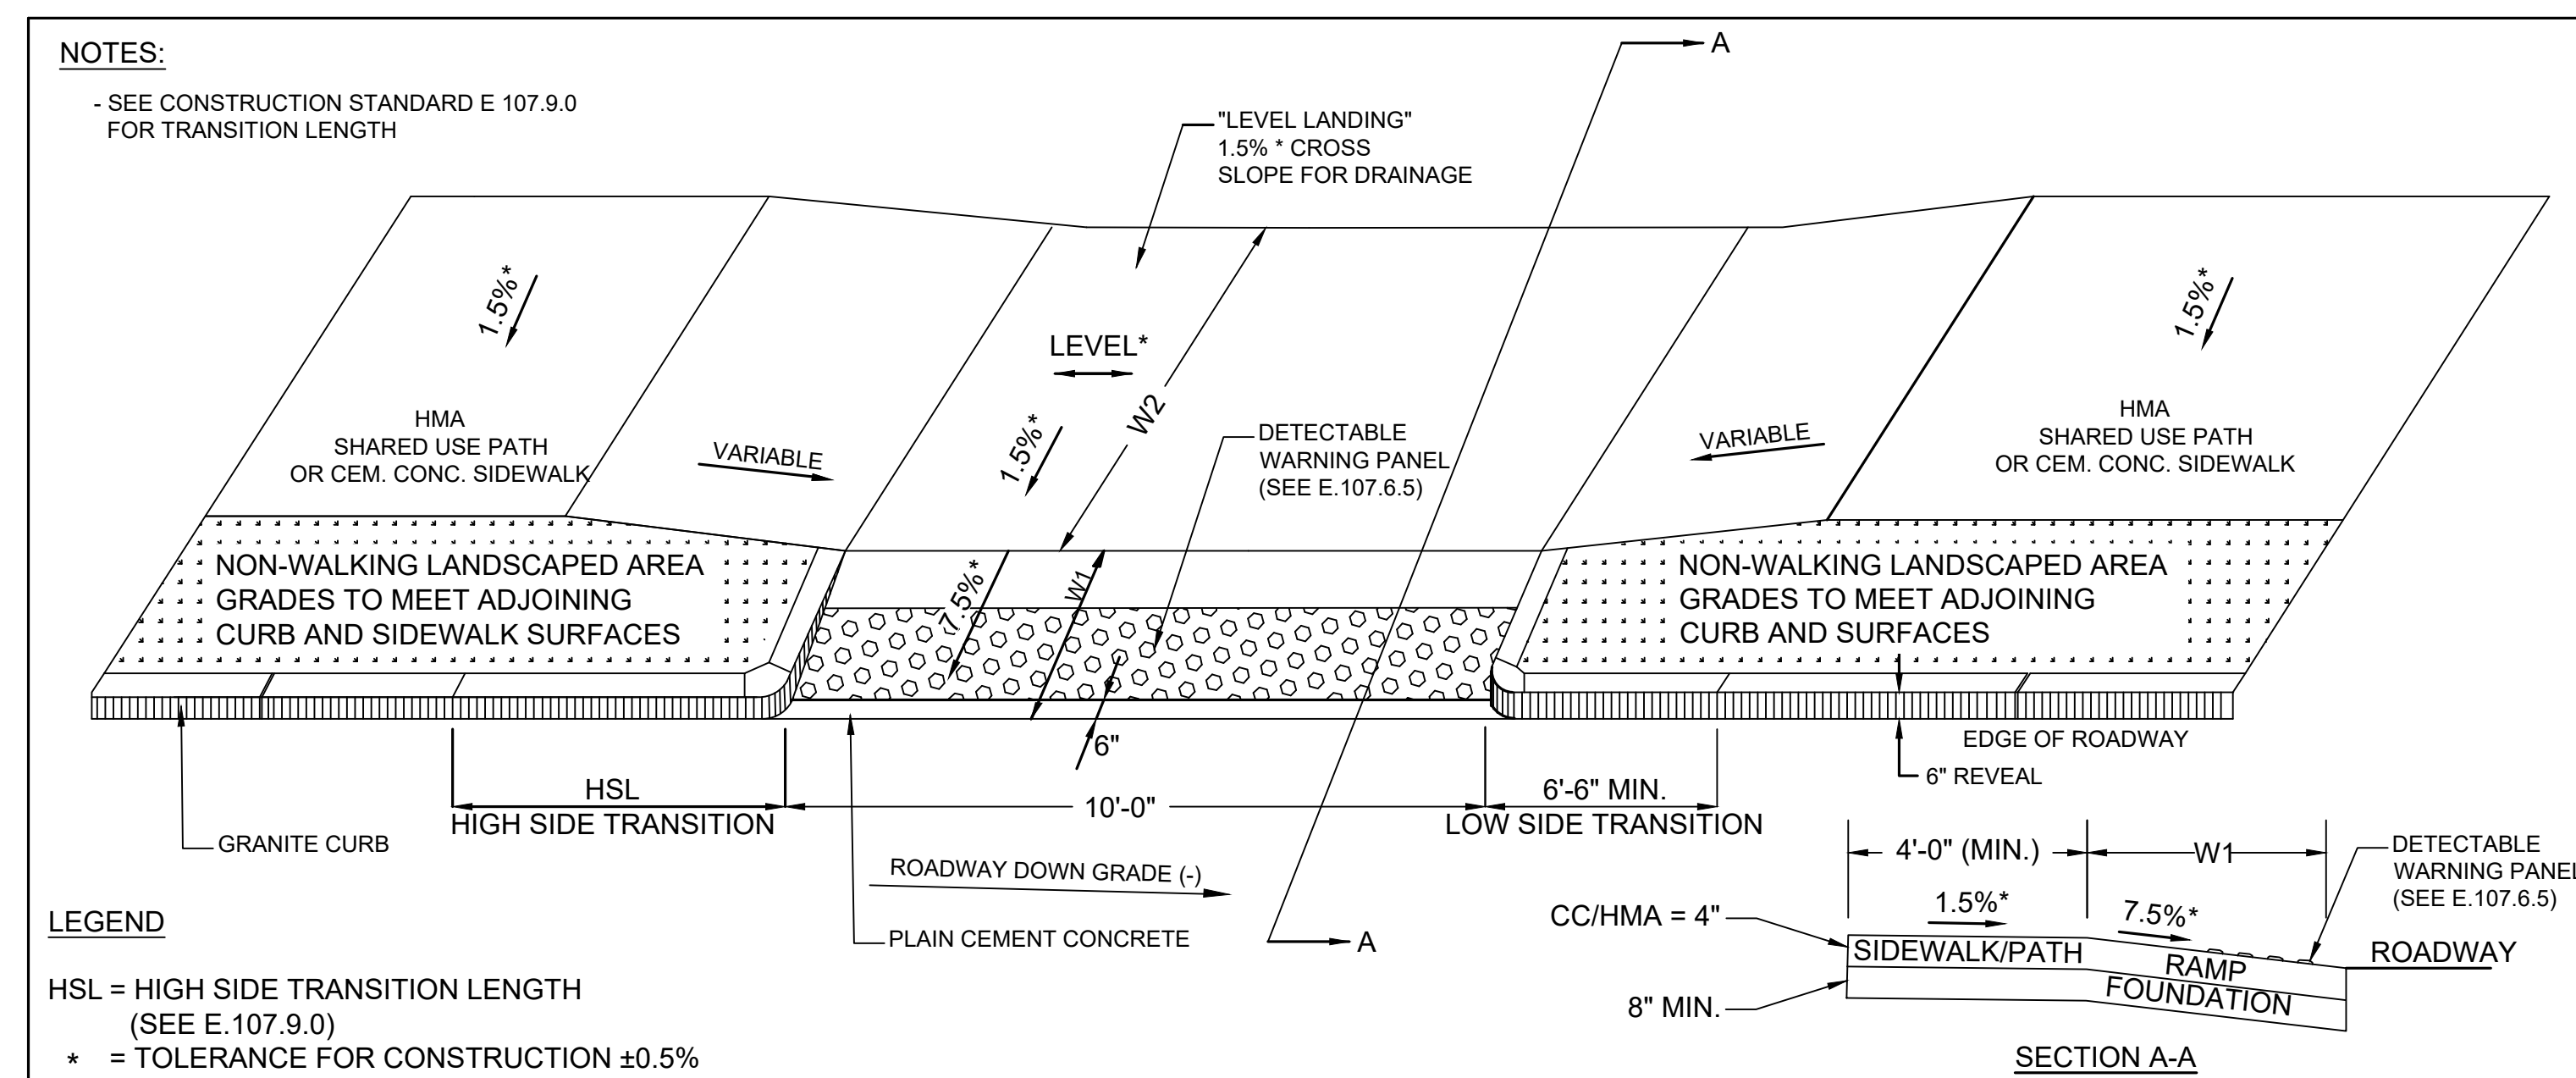 NOTES:
- SEE CONSTRUCTION STANDARD E 107.9.0
FOR TRANSITION LENGTH
A
"LEVEL LANDING"
1.5% * CROSS
SLOPE FOR DRAINAGE
1.5%*
1.5%*
LEVEL*
W2
1.5%*
HMA
SHARED USE PATH
OR CEM. CONC. SIDEWALK
VARIABLE
DETECTABLE
WARNING PANEL
(SEE E.107.6.5)
VARIABLE
HMA
SHARED USE PATH
OR CEM. CONC. SIDEWALK
NON-WALKING LANDSCAPED AREA
GRADES TO MEET ADJOINING
CURB AND SIDEWALK SURFACES
7.5%*
W1
NON-WALKING LANDSCAPED AREA
GRADES TO MEET ADJOINING
CURB AND SURFACES
6"
EDGE OF ROADWAY
6" REVEAL
HSL
HIGH SIDE TRANSITION
10'-0"
6'-6" MIN.
LOW SIDE TRANSITION
GRANITE CURB
ROADWAY DOWN GRADE (-)
PLAIN CEMENT CONCRETE
A
4'-0" (MIN.)
W1
DETECTABLE
WARNING PANEL
(SEE E.107.6.5)
1.5%*
7.5%*
CC/HMA = 4"
SIDEWALK/PATH
RAMP
ROADWAY
FOUNDATION
8" MIN.
SECTION A-A
LEGEND
HSL = HIGH SIDE TRANSITION LENGTH
(SEE E.107.9.0)
* = TOLERANCE FOR CONSTRUCTION ±0.5%